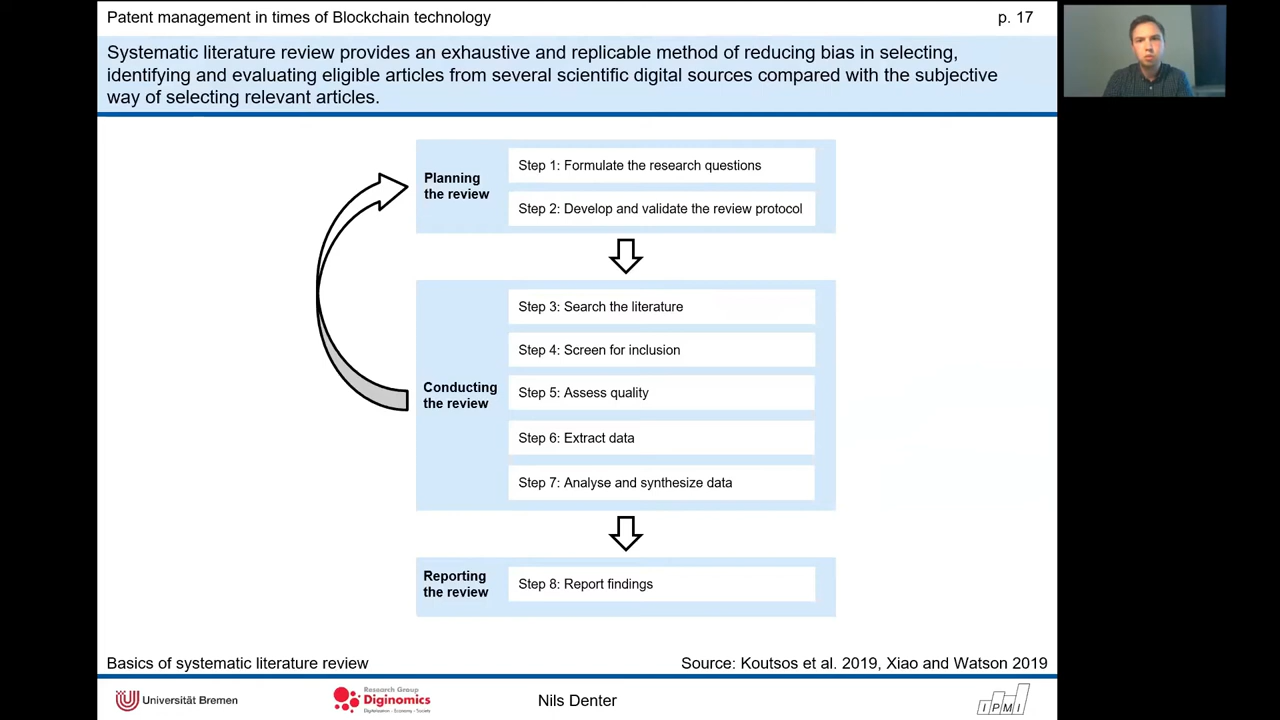 Patent management in times of Blockchain technology
p. 17
Systematic literature review provides an exhaustive and replicable method of reducing bias in selecting,
identifying and evaluating eligible articles from several scientific digital sources compared with the subjective
way of selecting relevant articles.
Planning
the review
Step 1: Formulate the research questions
Step 2: Develop and validate the review protocol
Conducting
the review
Step 3: Search the literature
Step 4: Screen for inclusion
Step 5: Assess quality
Step 6: Extract data
Step 7: Analyse and synthesize data
Reporting
the review
Step 8: Report findings
Basics of systematic literature review
Source: Koutsos et al. 2019, Xiao and Watson 2019
Universität Bremen
Research Group
Diginomics
Digitalization - Economy - Society
Nils Denter
IPMI